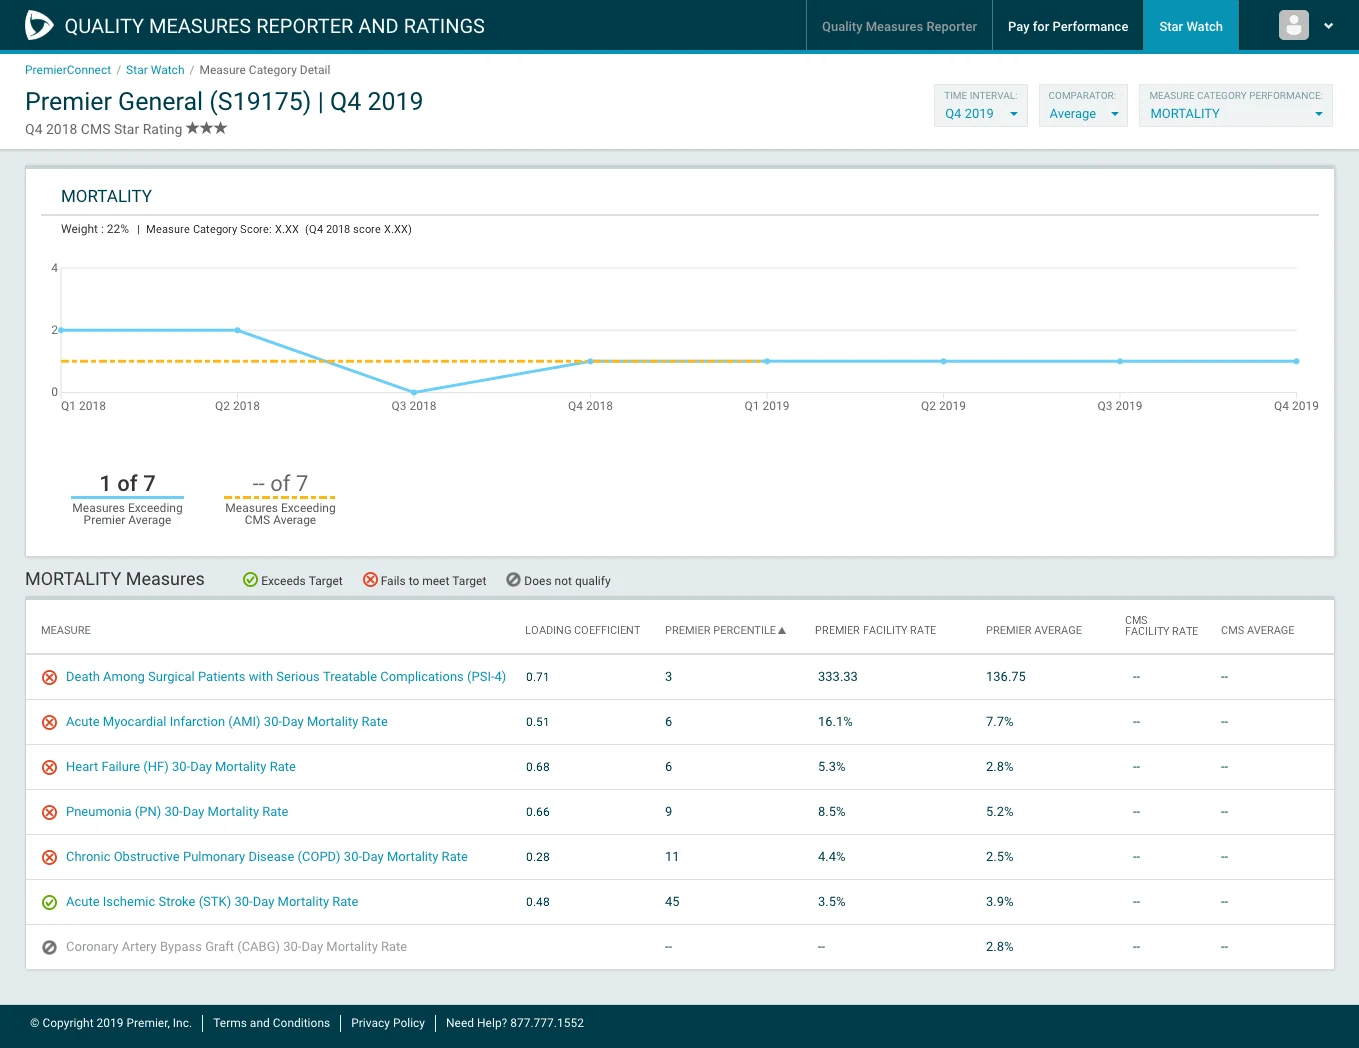 QUALITY MEASURES REPORTER AND RATINGS
Quality Measures Reporter
Pay for Performance
Star Watch
PremierConnect / Star Watch / Measure Category Detail
Premier General (S19175) | Q4 2019
Q4 2018 CMS Star Rating ★★★
TIME INTERVAL:
Q4 2019
COMPARATOR:
Average
MEASURE CATEGORY PERFORMANCE:
MORTALITY
MORTALITY
Weight : 22% | Measure Category Score: X.XX (Q4 2018 score X.XX)
4
2
0
Q1 2018 Q2 2018 Q3 2018 Q4 2018 Q1 2019 Q2 2019 Q3 2019 Q4 2019
1 of 7
Measures Exceeding
Premier Average
-- of 7
Measures Exceeding
CMS Average
MORTALITY Measures
Exceeds Target
Fails to meet Target
Does not qualify
MEASURE LOADING COEFFICIENT PREMIER PERCENTILE▲ PREMIER FACILITY RATE PREMIER AVERAGE CMS
FACILITY RATE CMS AVERAGE
Death Among Surgical Patients with Serious Treatable Complications (PSI-4) 0.71 3 333.33 136.75 -- --
Acute Myocardial Infarction (AMI) 30-Day Mortality Rate 0.51 6 16.1% 7.7% -- --
Heart Failure (HF) 30-Day Mortality Rate 0.68 6 5.3% 2.8% -- --
Pneumonia (PN) 30-Day Mortality Rate 0.66 9 8.5% 5.2% -- --
Chronic Obstructive Pulmonary Disease (COPD) 30-Day Mortality Rate 0.28 11 4.4% 2.5% -- --
Acute Ischemic Stroke (STK) 30-Day Mortality Rate 0.48 45 3.5% 3.9% -- --
Coronary Artery Bypass Graft (CABG) 30-Day Mortality Rate -- -- 2.8% -- --
© Copyright 2019 Premier, Inc. | Terms and Conditions | Privacy Policy | Need Help? 877.777.1552